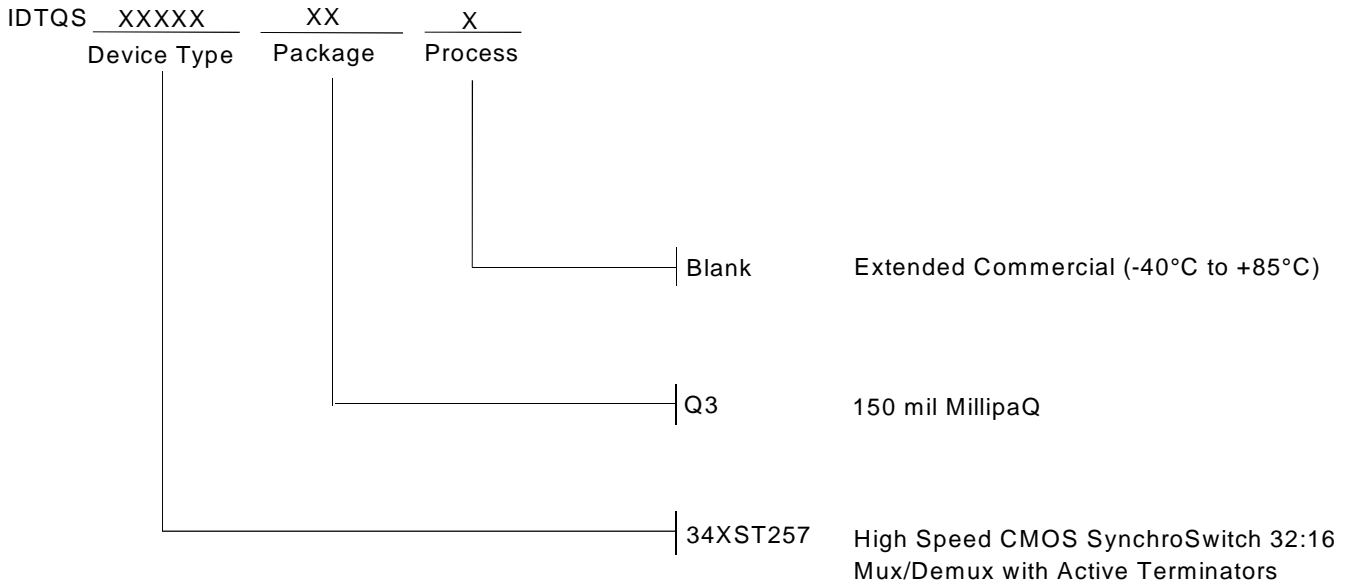 IDTQS XXXXX XX X
Device Type Package Process
Blank Extended Commercial (-40°C to +85°C)
Q3 150 mil MillipaQ
34XST257 High Speed CMOS SynchroSwitch 32:16
Mux/Demux with Active Terminators